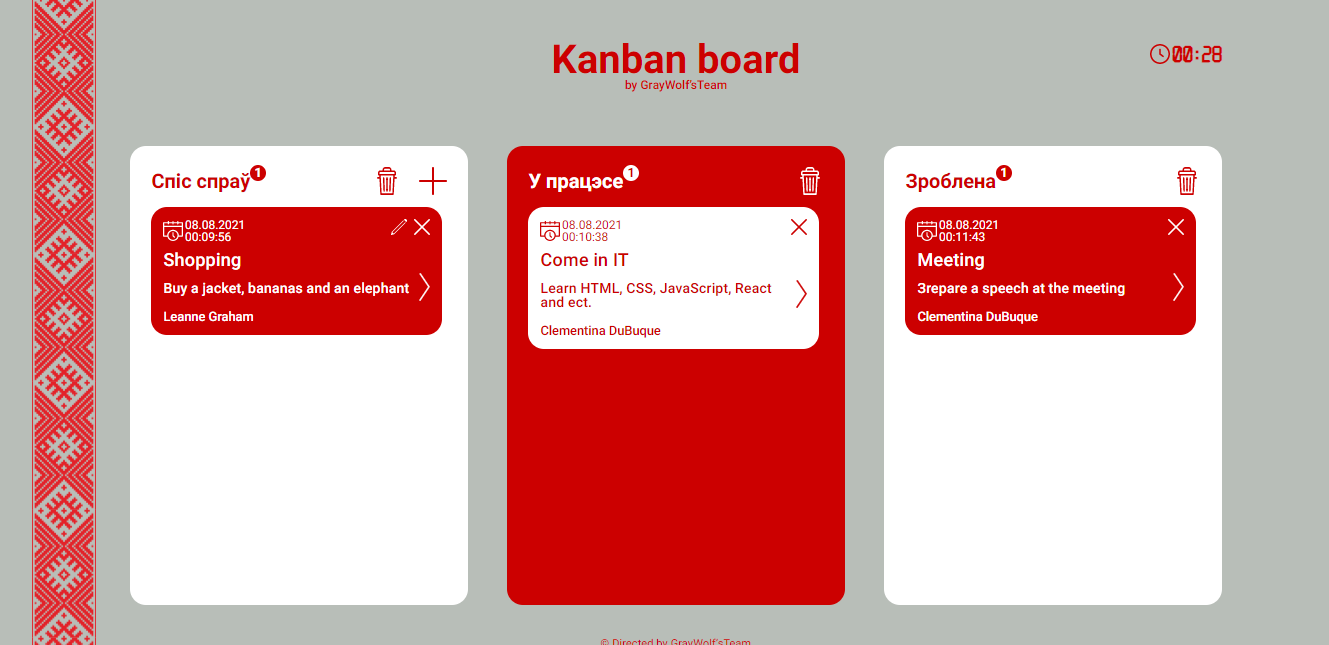 Kanban board
by GrayWolf'sTeam
00:28
Спіс спраў 1
08.08.2021
00:09:56
Shopping
Buy a jacket, bananas and an elephant
Leanne Graham
У працэсе 1
08.08.2021
00:10:38
Come in IT
Learn HTML, CSS, JavaScript, React
and ect.
Clementina DuBuque
Зроблена 1
08.08.2021
00:11:43
Meeting
Зrepare a speech at the meeting
Clementina DuBuque
© Directed by GrayWolf'sTeam